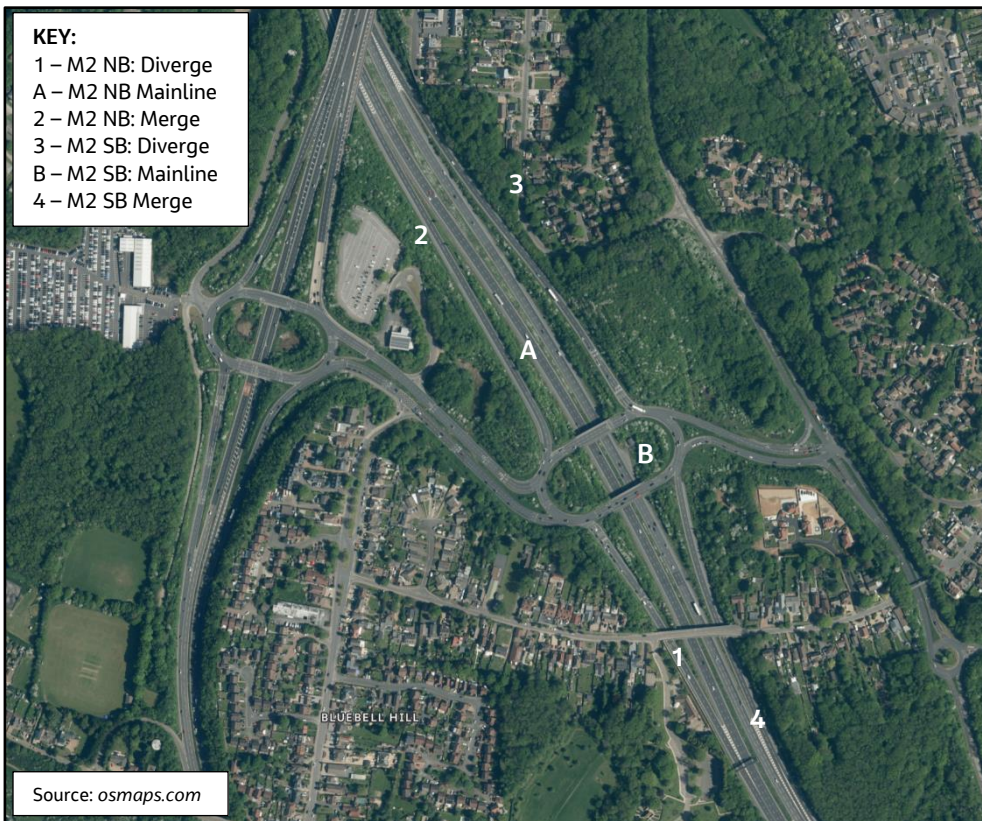 KEY:
1 – M2 NB: Diverge
A – M2 NB Mainline
2 – M2 NB: Merge
3 – M2 SB: Diverge
B – M2 SB: Mainline
4 – M2 SB Merge
3
2
A
B
1
4
BLUEBELL HILL
Source: osmaps.com